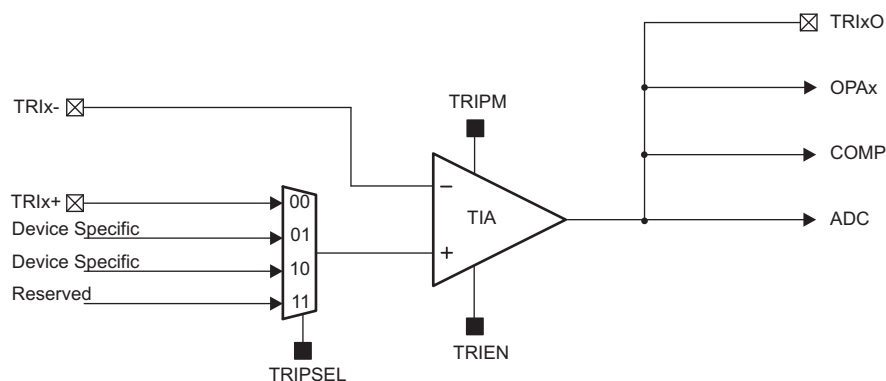 TRIxO
OPAx
TRIx-
TRIPM
COMP
−
TRIx+
00
TIA
ADC
Device Specific
01
+
Device Specific
10
Reserved
11
TRIEN
TRIPSEL